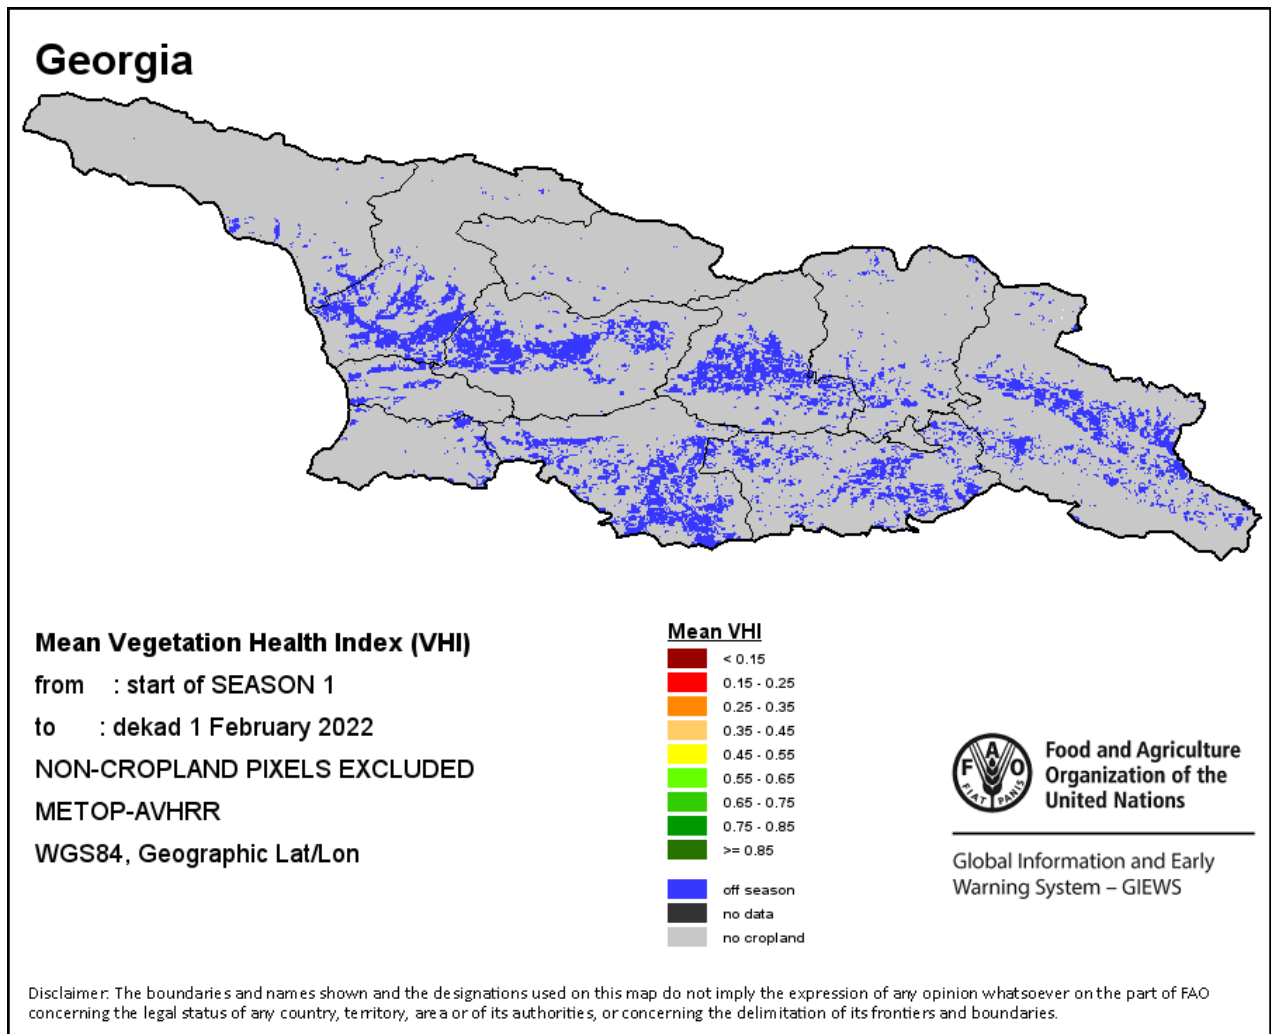 Georgia
Mean Vegetation Health Index (VHI)
from : start of SEASON 1
to : dekad 1 February 2022
NON-CROPLAND PIXELS EXCLUDED
METOP-AVHRR
WGS84, Geographic Lat/Lon
Mean VHI
< 0.15
0.15 - 0.25
0.25 - 0.35
0.35 - 0.45
0.45 - 0.55
0.55 - 0.65
0.65 - 0.75
0.75 - 0.85
>= 0.85
off season
no data
no cropland
F A O
FIAT PANIS
Food and Agriculture
Organization of the
United Nations
Global Information and Early
Warning System – GIEWS
Disclaimer: The boundaries and names shown and the designations used on this map do not imply the expression of any opinion whatsoever on the part of FAO
concerning the legal status of any country, territory, area or of its authorities, or concerning the delimitation of its frontiers and boundaries.